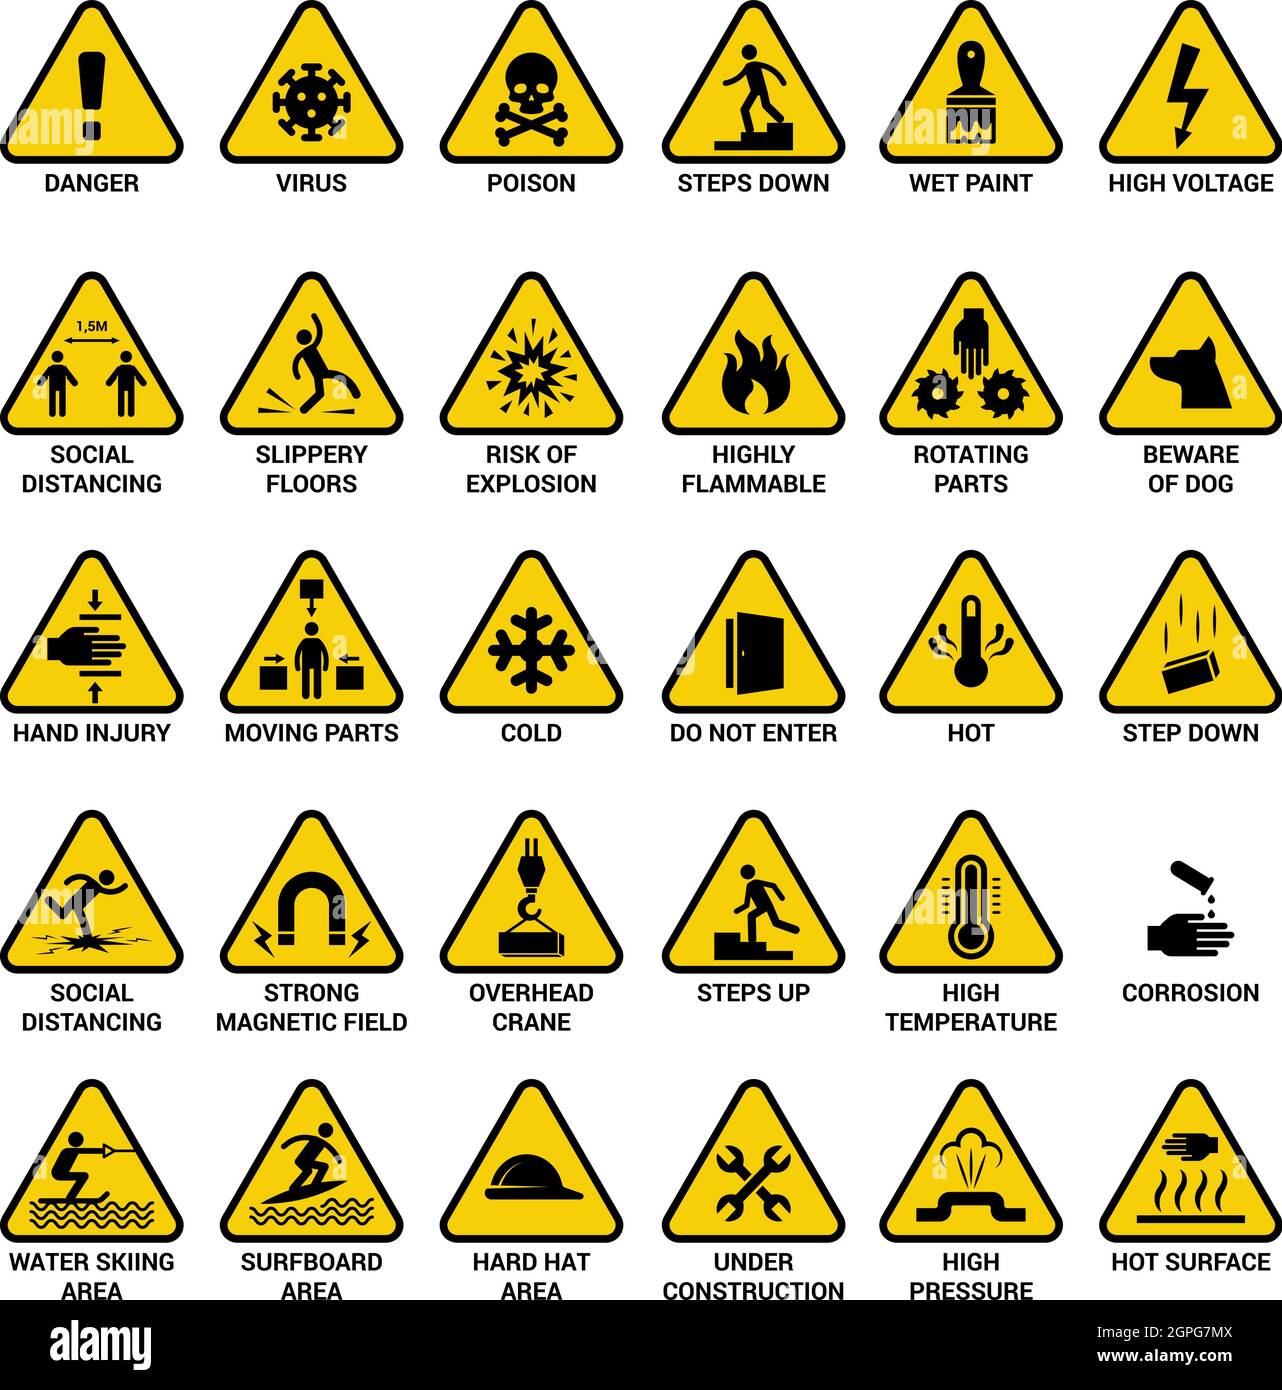 DANGER
VIRUS
POISON
STEPS DOWN
WET PAINT
HIGH VOLTAGE
1,5M
SOCIAL
DISTANCING
SLIPPERY
FLOORS
RISK OF
EXPLOSION
HIGHLY
FLAMMABLE
ROTATING
PARTS
BEWARE
OF DOG
HAND INJURY
MOVING PARTS
COLD
DO NOT ENTER
HOT
STEP DOWN
SOCIAL
DISTANCING
STRONG
MAGNETIC FIELD
OVERHEAD
CRANE
STEPS UP
HIGH
TEMPERATURE
CORROSION
WATER SKIING
AREA
SURFBOARD
AREA
HARD HAT
AREA
UNDER
CONSTRUCTION
HIGH
PRESSURE
HOT SURFACE
alamy
Image ID: 2GPG7MX
www.alamy.com